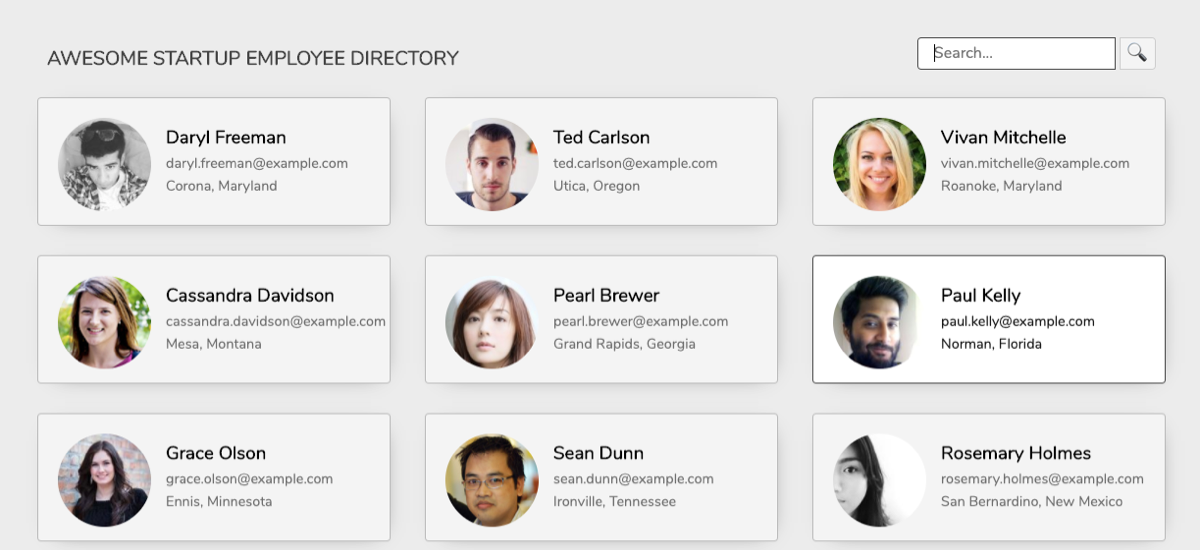 AWESOME STARTUP EMPLOYEE DIRECTORY
Search...
Daryl Freeman
daryl.freeman@example.com
Corona, Maryland
Ted Carlson
ted.carlson@example.com
Utica, Oregon
Vivan Mitchelle
vivan.mitchelle@example.com
Roanoke, Maryland
Cassandra Davidson
cassandra.davidson@example.com
Mesa, Montana
Pearl Brewer
pearl.brewer@example.com
Grand Rapids, Georgia
Paul Kelly
paul.kelly@example.com
Norman, Florida
Grace Olson
grace.olson@example.com
Ennis, Minnesota
Sean Dunn
sean.dunn@example.com
Ironville, Tennessee
Rosemary Holmes
rosemary.holmes@example.com
San Bernardino, New Mexico